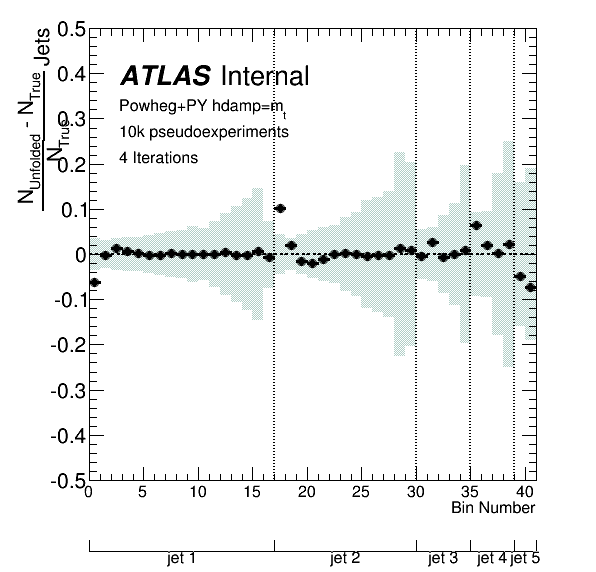 N_Unfolded - N_True
N_True
Jets
0.5
0.4
0.3
0.2
0.1
0
-0.1
-0.2
-0.3
-0.4
-0.5
ATLAS Internal
Powheg+PY hdamp=m_t
10k pseudoexperiments
4 Iterations
0 5 10 15 20 25 30 35 40
Bin Number
jet 1 jet 2 jet 3 jet 4 jet 5